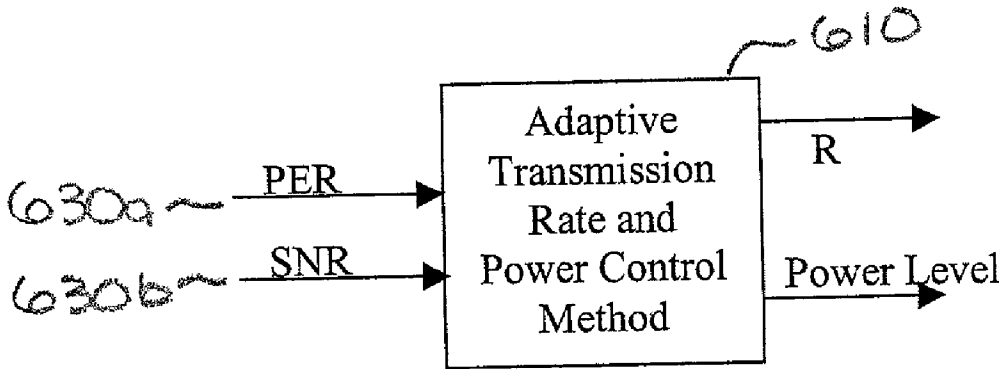 610
Adaptive
Transmission
Rate and
Power Control
Method
R
630a
PER
630b
SNR
Power Level